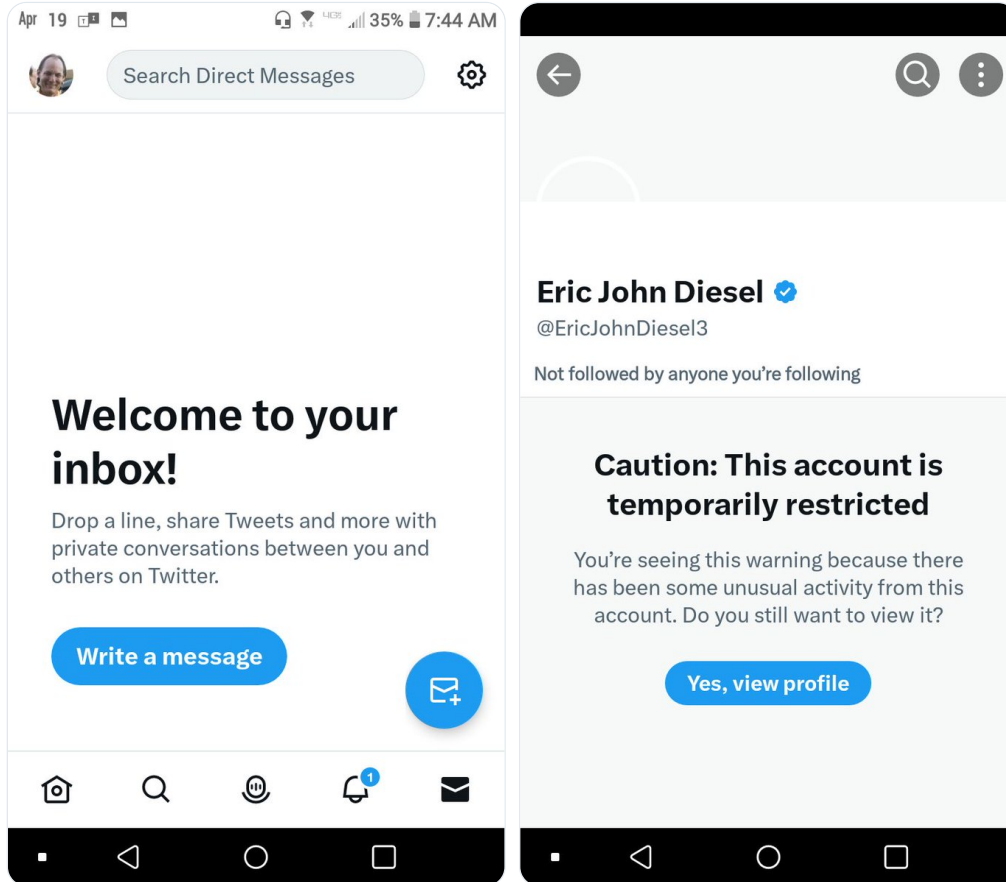 Apr 19
35% 7:44 AM
Search Direct Messages
Welcome to your
inbox!
Drop a line, share Tweets and more with
private conversations between you and
others on Twitter.
Write a message
1
Eric John Diesel
@EricJohnDiesel3
Not followed by anyone you're following
Caution: This account is
temporarily restricted
You're seeing this warning because there
has been some unusual activity from this
account. Do you still want to view it?
Yes, view profile